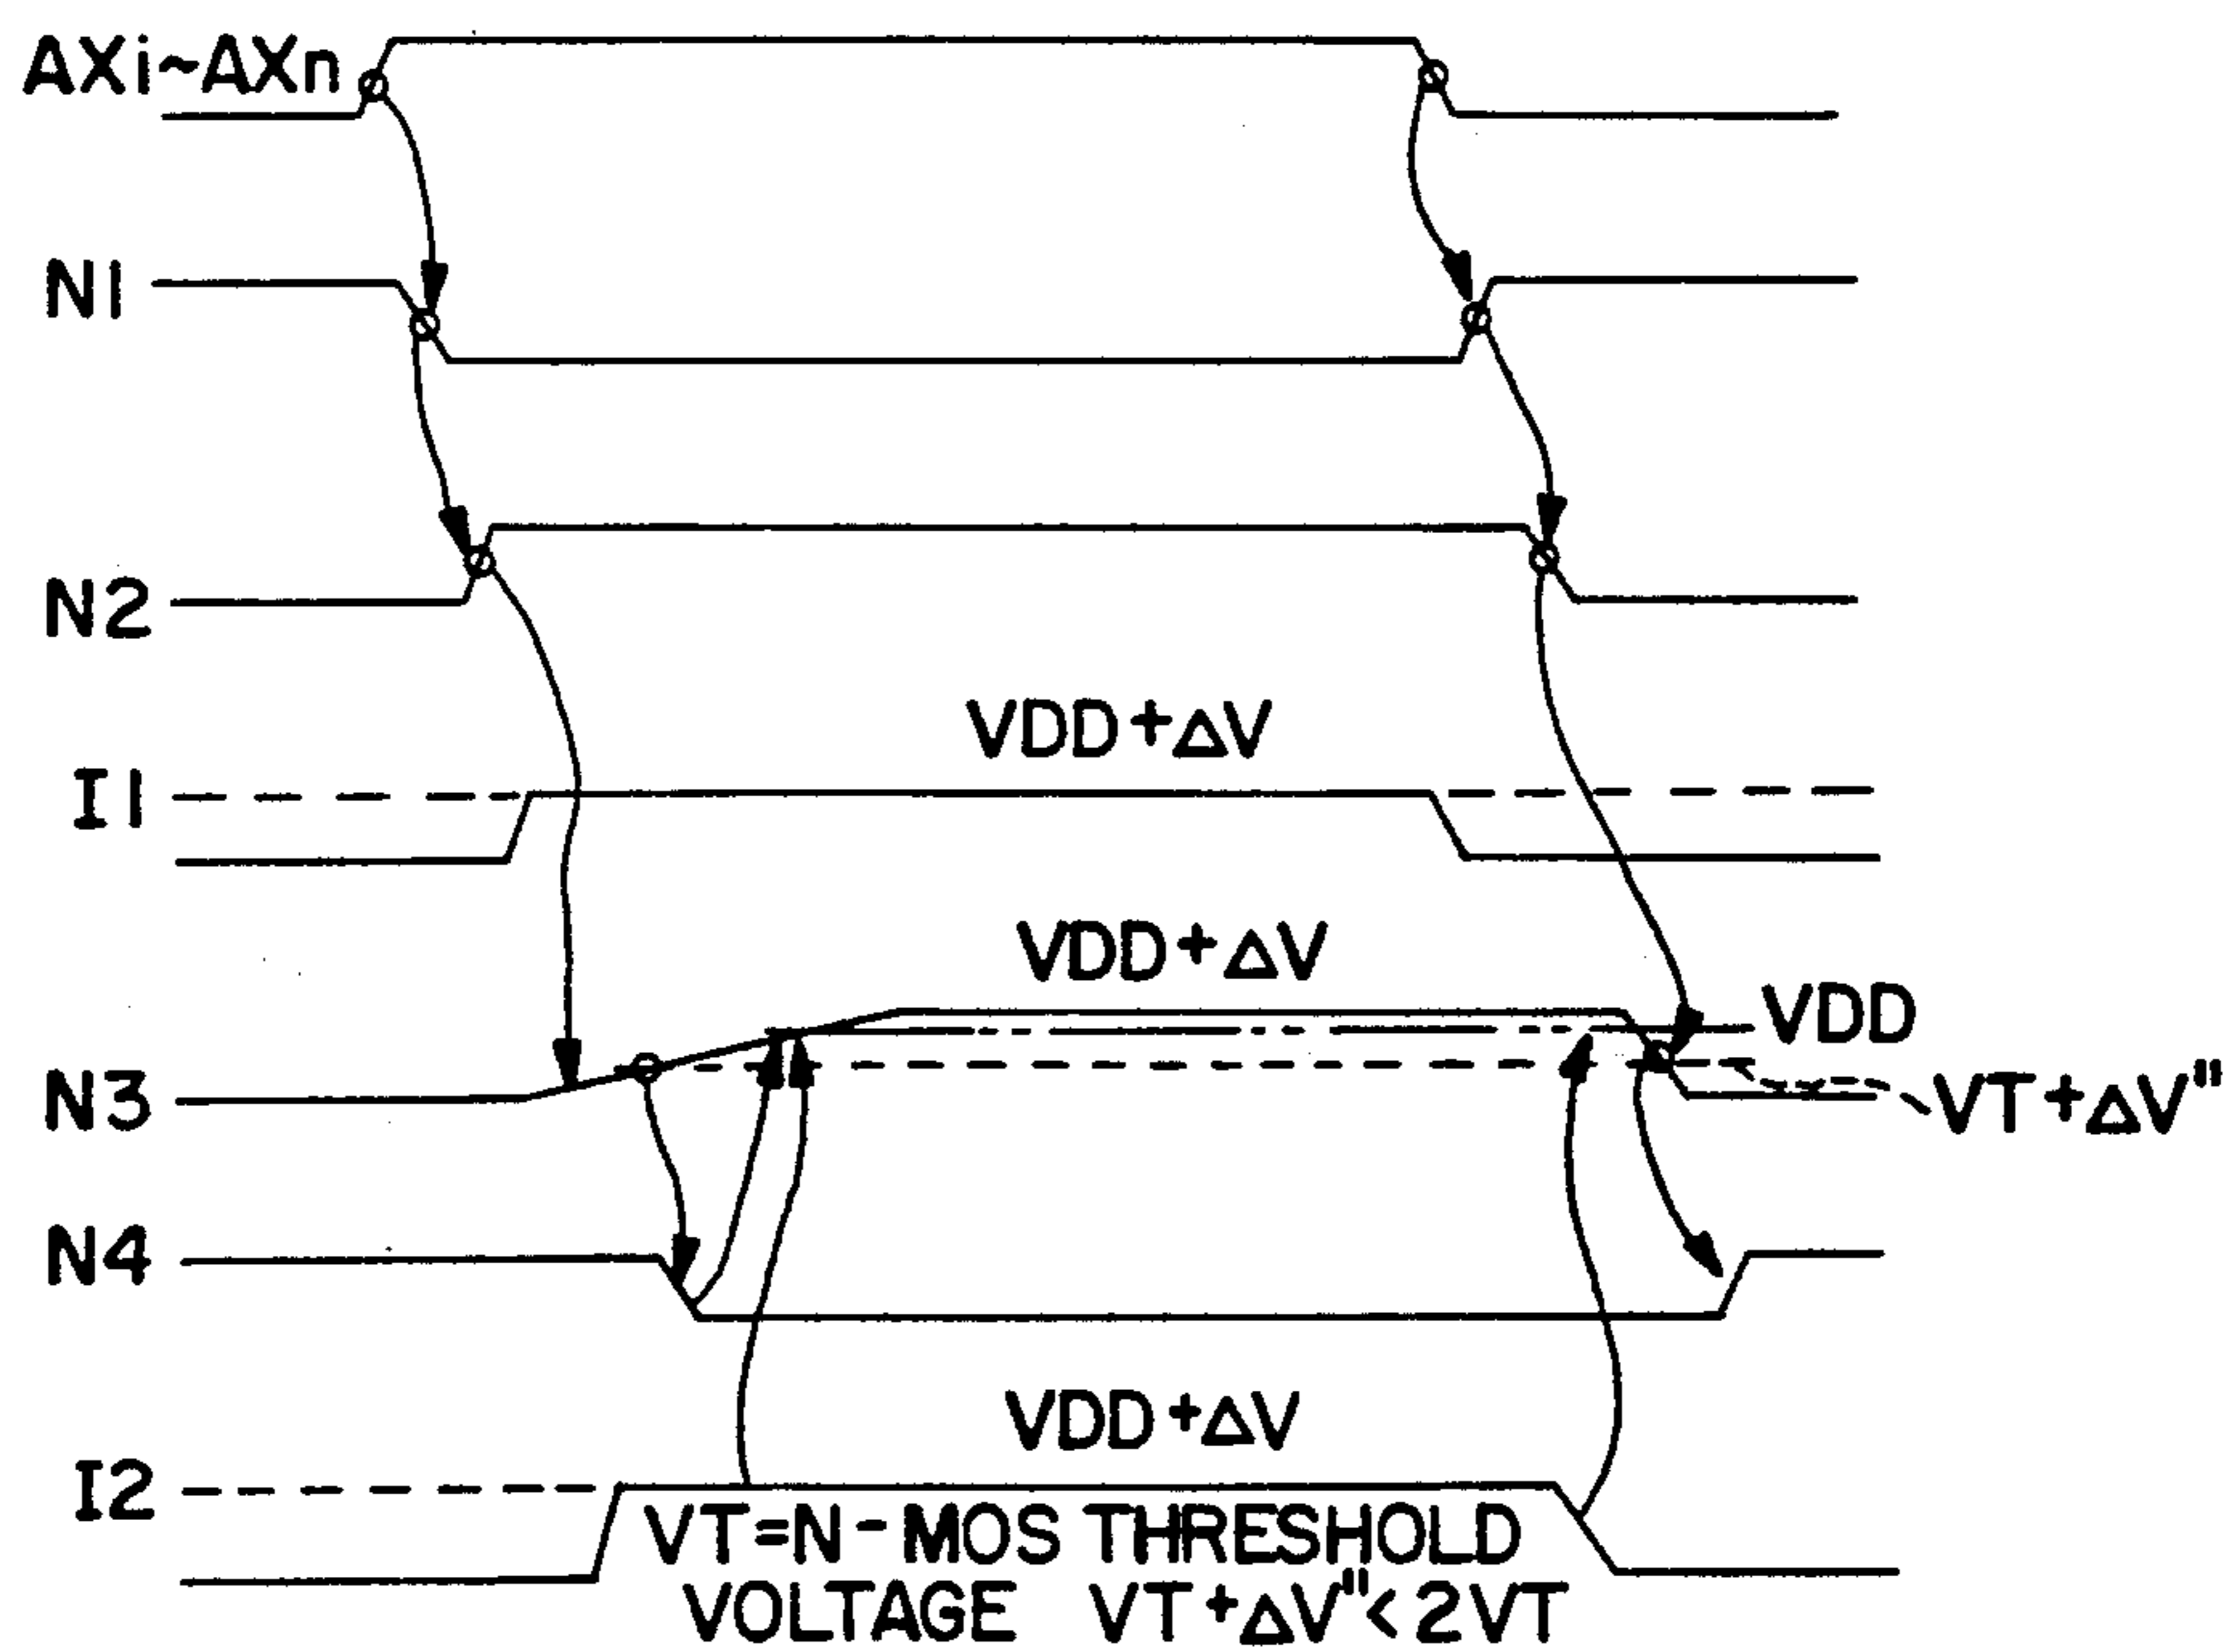 AXi~AXn
N1
N2
VDD+ΔV
I1
VDD+ΔV
VDD
N3
VT+ΔV"
N4
VDD+ΔV
I2
VT=N-MOS THRESHOLD
VOLTAGE VT+ΔV"<2VT